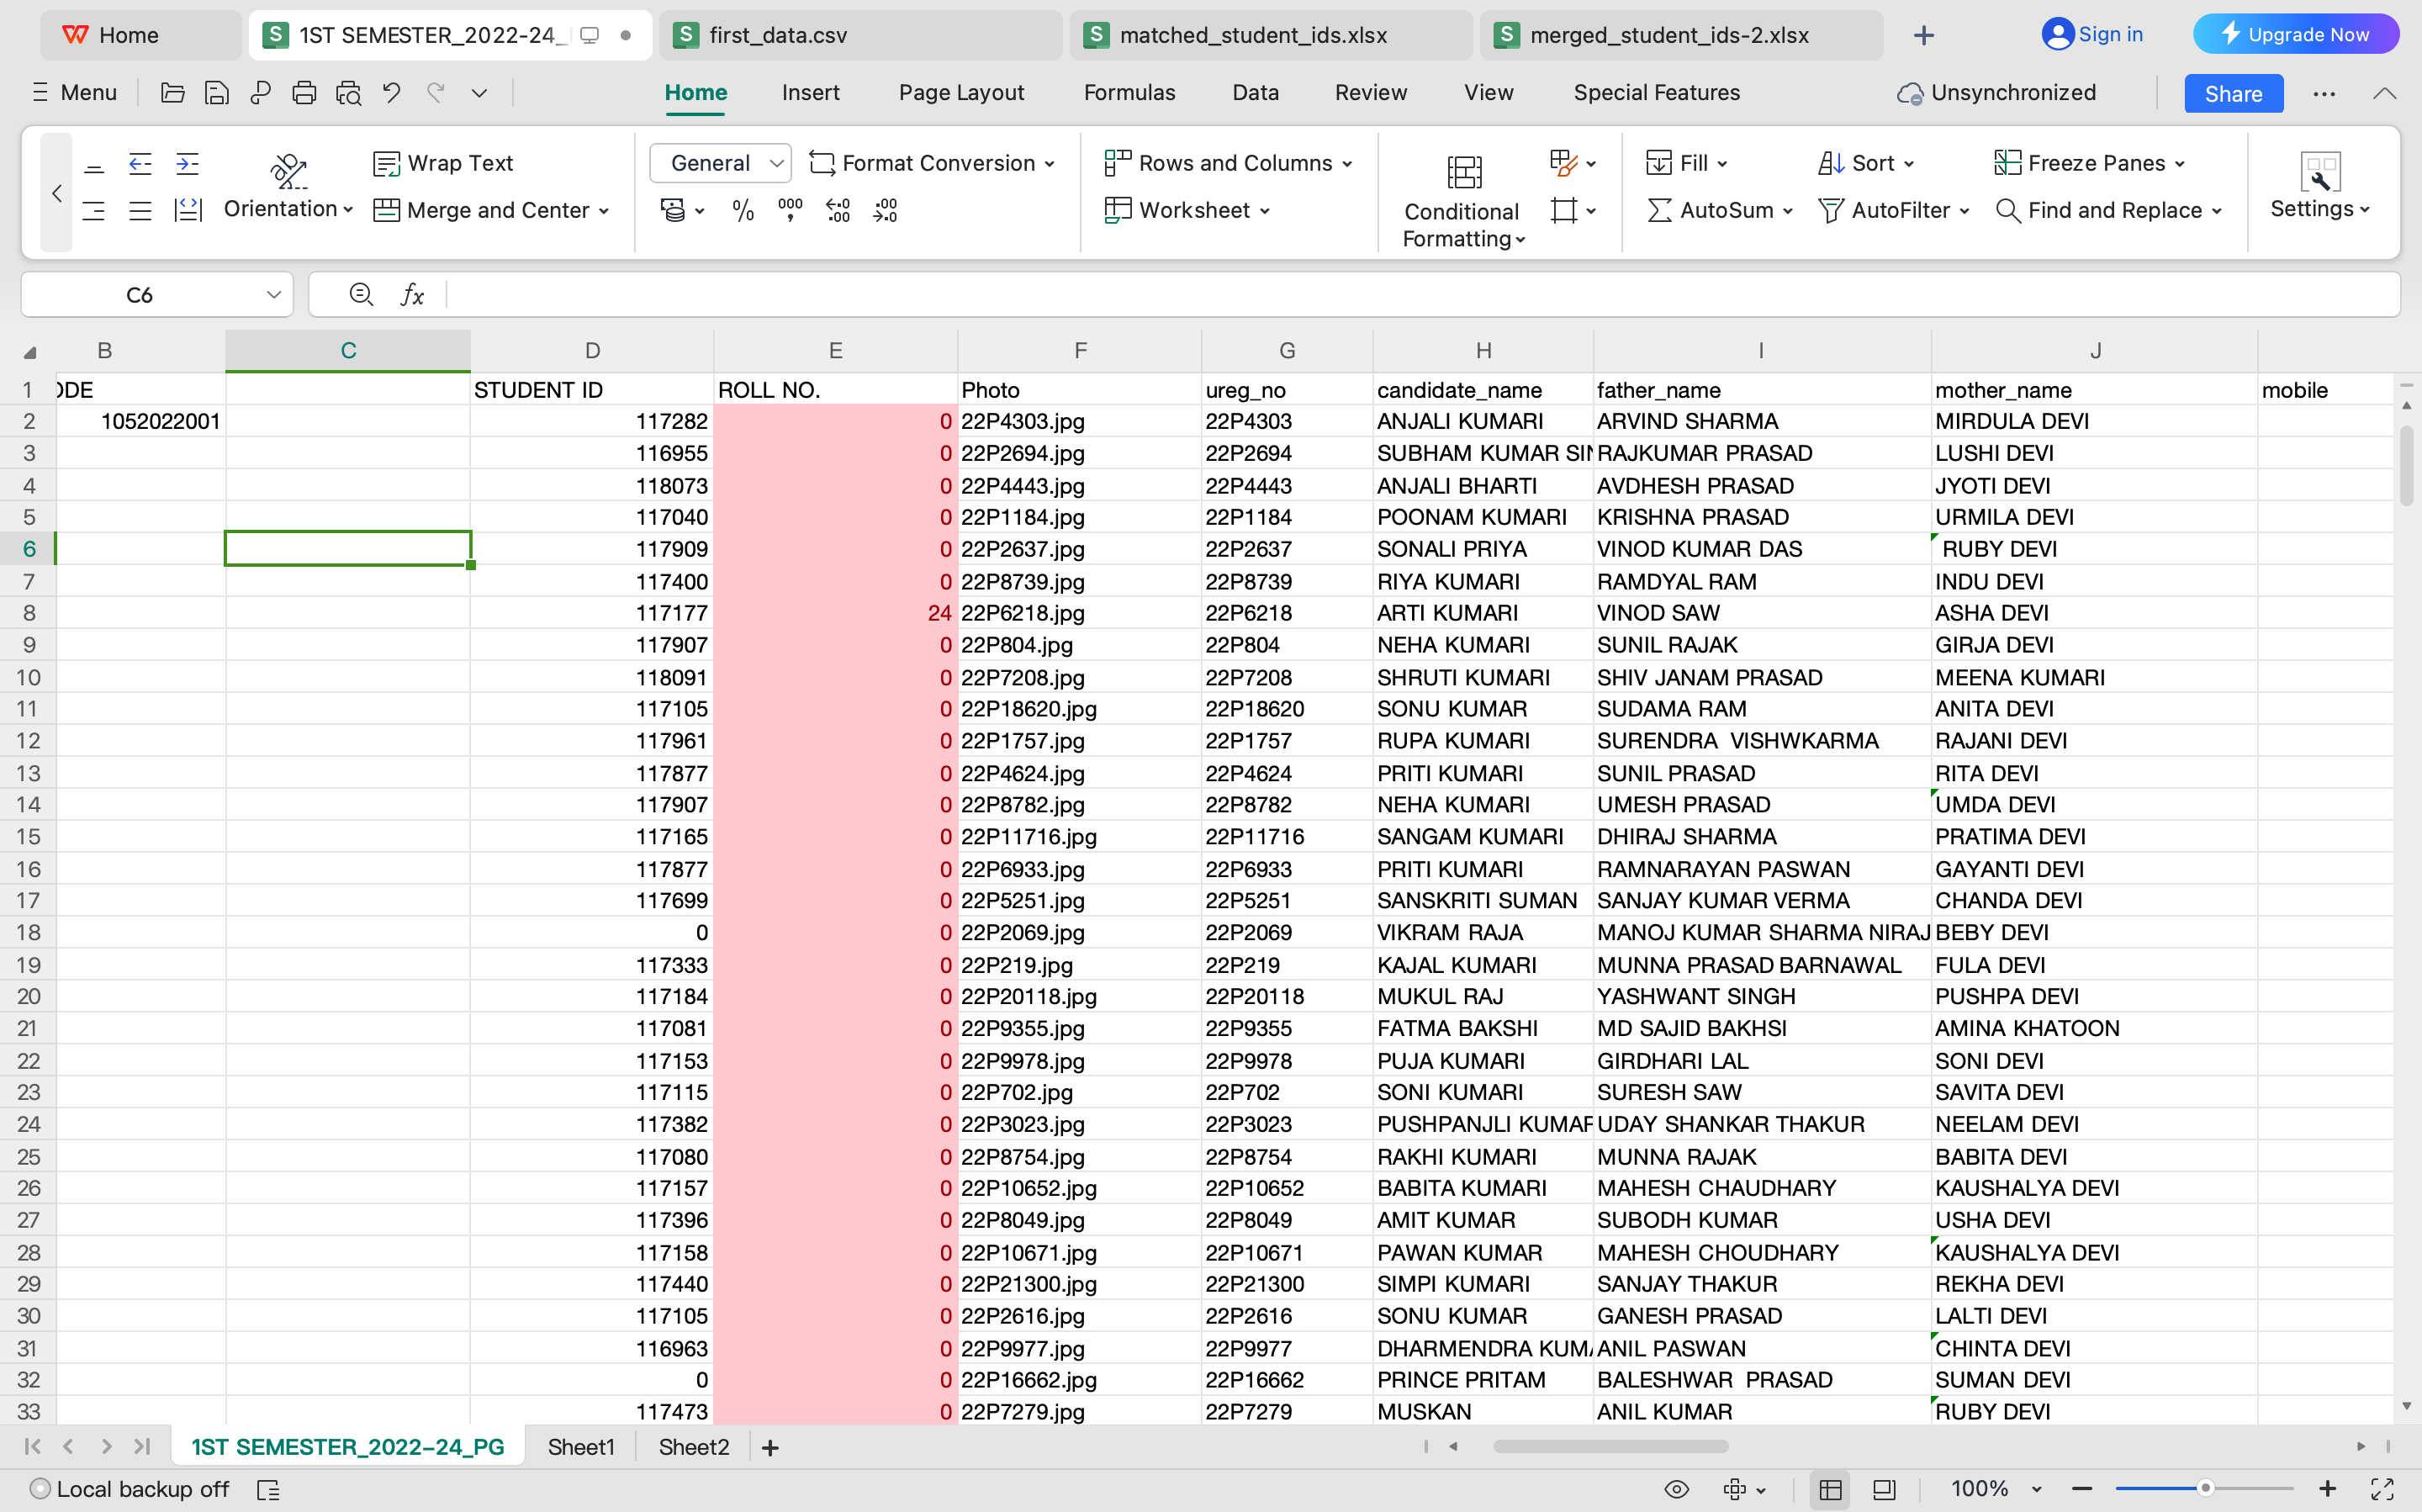 Home 1ST SEMESTER_2022-24_ first_data.csv matched_student_ids.xlsx merged_student_ids-2.xlsx Sign in Upgrade Now
Menu Home Insert Page Layout Formulas Data Review View Special Features Unsynchronized Share
Wrap Text General Format Conversion Rows and Columns Fill Sort Freeze Panes
Orientation Merge and Center Worksheet Conditional Formatting AutoSum AutoFilter Find and Replace Settings
C6 fx
B C D E F G H I J
1 ODE STUDENT ID ROLL NO. Photo ureg_no candidate_name father_name mother_name mobile
2 1052022001 117282 0 22P4303.jpg 22P4303 ANJALI KUMARI ARVIND SHARMA MIRDULA DEVI
3 116955 0 22P2694.jpg 22P2694 SUBHAM KUMAR SIN RAJKUMAR PRASAD LUSHI DEVI
4 118073 0 22P4443.jpg 22P4443 ANJALI BHARTI AVDHESH PRASAD JYOTI DEVI
5 117040 0 22P1184.jpg 22P1184 POONAM KUMARI KRISHNA PRASAD URMILA DEVI
6 117909 0 22P2637.jpg 22P2637 SONALI PRIYA VINOD KUMAR DAS RUBY DEVI
7 117400 0 22P8739.jpg 22P8739 RIYA KUMARI RAMDYAL RAM INDU DEVI
8 117177 24 22P6218.jpg 22P6218 ARTI KUMARI VINOD SAW ASHA DEVI
9 117907 0 22P804.jpg 22P804 NEHA KUMARI SUNIL RAJAK GIRJA DEVI
10 118091 0 22P7208.jpg 22P7208 SHRUTI KUMARI SHIV JANAM PRASAD MEENA KUMARI
11 117105 0 22P18620.jpg 22P18620 SONU KUMAR SUDAMA RAM ANITA DEVI
12 117961 0 22P1757.jpg 22P1757 RUPA KUMARI SURENDRA  VISHWKARMA RAJANI DEVI
13 117877 0 22P4624.jpg 22P4624 PRITI KUMARI SUNIL PRASAD RITA DEVI
14 117907 0 22P8782.jpg 22P8782 NEHA KUMARI UMESH PRASAD UMDA DEVI
15 117165 0 22P11716.jpg 22P11716 SANGAM KUMARI DHIRAJ SHARMA PRATIMA DEVI
16 117877 0 22P6933.jpg 22P6933 PRITI KUMARI RAMNARAYAN PASWAN GAYANTI DEVI
17 117699 0 22P5251.jpg 22P5251 SANSKRITI SUMAN SANJAY KUMAR VERMA CHANDA DEVI
18 0 0 22P2069.jpg 22P2069 VIKRAM RAJA MANOJ KUMAR SHARMA NIRAJ BEBY DEVI
19 117333 0 22P219.jpg 22P219 KAJAL KUMARI MUNNA PRASAD BARNAWAL FULA DEVI
20 117184 0 22P20118.jpg 22P20118 MUKUL RAJ YASHWANT SINGH PUSHPA DEVI
21 117081 0 22P9355.jpg 22P9355 FATMA BAKSHI MD SAJID BAKHSI AMINA KHATOON
22 117153 0 22P9978.jpg 22P9978 PUJA KUMARI GIRDHARI LAL SONI DEVI
23 117115 0 22P702.jpg 22P702 SONI KUMARI SURESH SAW SAVITA DEVI
24 117382 0 22P3023.jpg 22P3023 PUSHPANJLI KUMAR UDAY SHANKAR THAKUR NEELAM DEVI
25 117080 0 22P8754.jpg 22P8754 RAKHI KUMARI MUNNA RAJAK BABITA DEVI
26 117157 0 22P10652.jpg 22P10652 BABITA KUMARI MAHESH CHAUDHARY KAUSHALYA DEVI
27 117396 0 22P8049.jpg 22P8049 AMIT KUMAR SUBODH KUMAR USHA DEVI
28 117158 0 22P10671.jpg 22P10671 PAWAN KUMAR MAHESH CHOUDHARY KAUSHALYA DEVI
29 117440 0 22P21300.jpg 22P21300 SIMPI KUMARI SANJAY THAKUR REKHA DEVI
30 117105 0 22P2616.jpg 22P2616 SONU KUMAR GANESH PRASAD LALTI DEVI
31 116963 0 22P9977.jpg 22P9977 DHARMENDRA KUMA ANIL PASWAN CHINTA DEVI
32 0 0 22P16662.jpg 22P16662 PRINCE PRITAM BALESHWAR  PRASAD SUMAN DEVI
33 117473 0 22P7279.jpg 22P7279 MUSKAN ANIL KUMAR RUBY DEVI
1ST SEMESTER_2022–24_PG Sheet1 Sheet2
Local backup off 100%